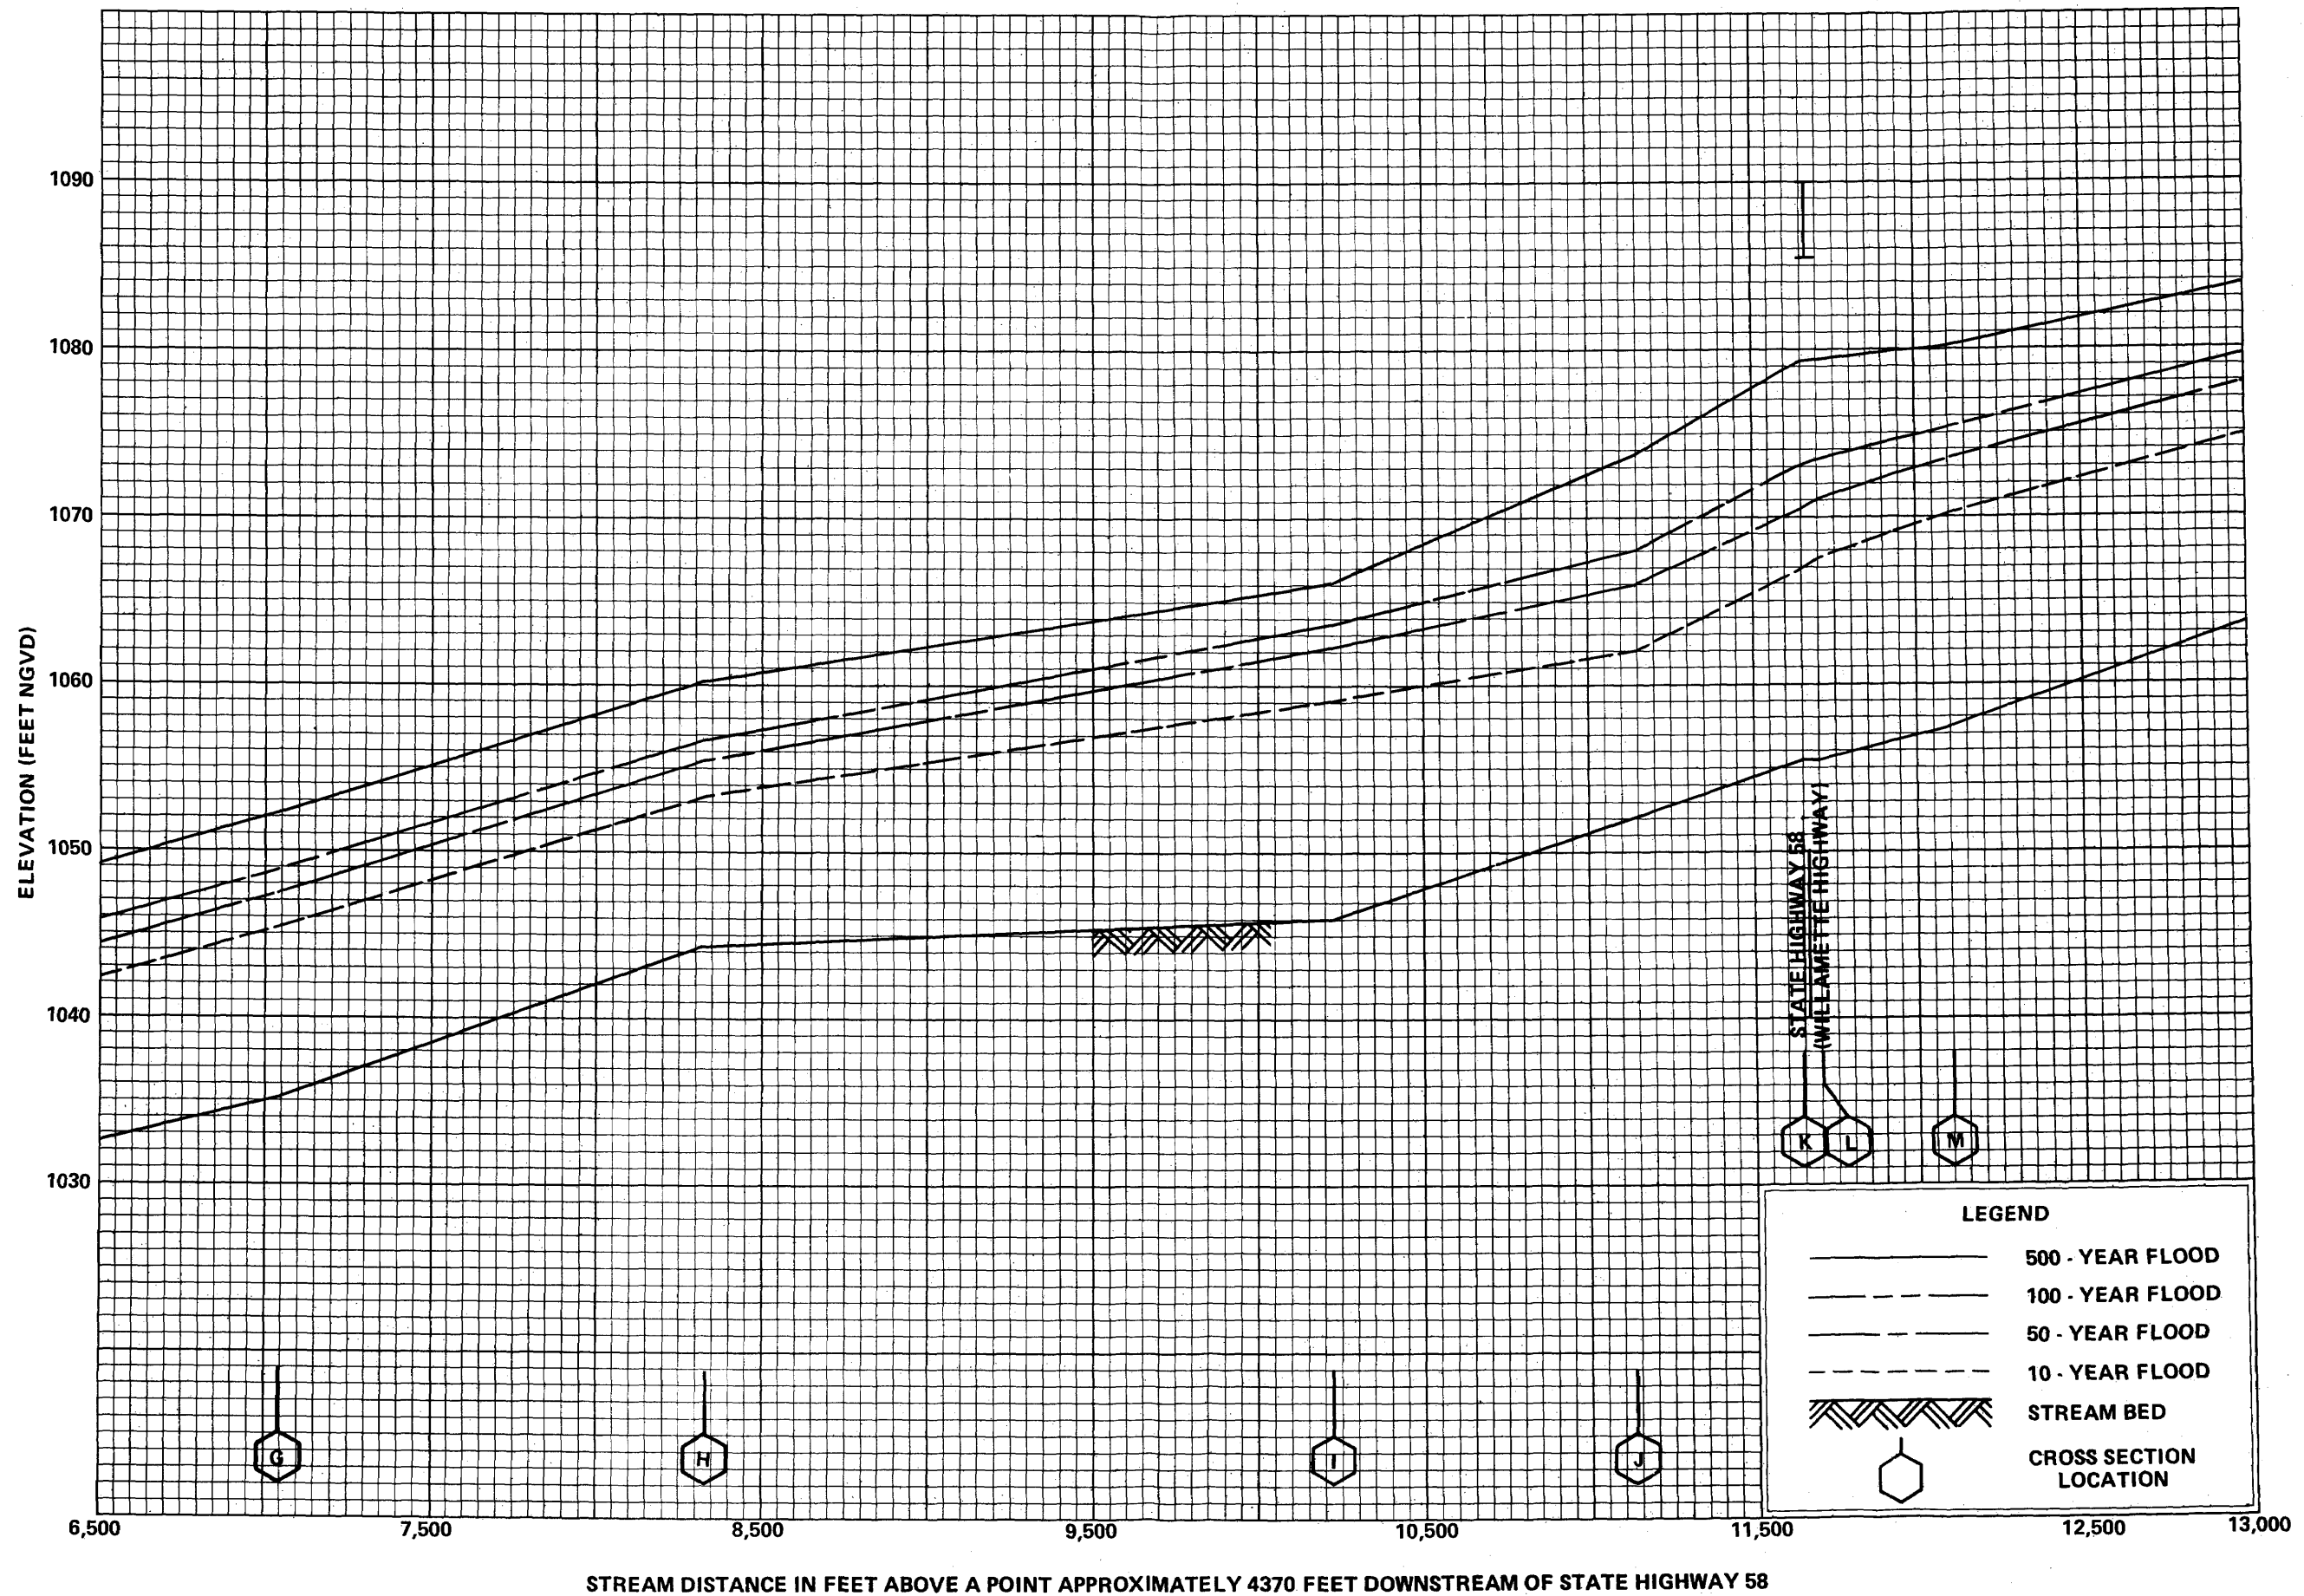 ELEVATION (FEET NGVD)
1090
1080
1070
1060
1050
1040
1030
STATE HIGHWAY 58
(WILLAMETTE HIGHWAY)
K
L
M
G
H
I
J
LEGEND
500 - YEAR FLOOD
100 - YEAR FLOOD
50 - YEAR FLOOD
10 - YEAR FLOOD
STREAM BED
CROSS SECTION
LOCATION
6,500
7,500
8,500
9,500
10,500
11,500
12,500
13,000
STREAM DISTANCE IN FEET ABOVE A POINT APPROXIMATELY 4370 FEET DOWNSTREAM OF STATE HIGHWAY 58